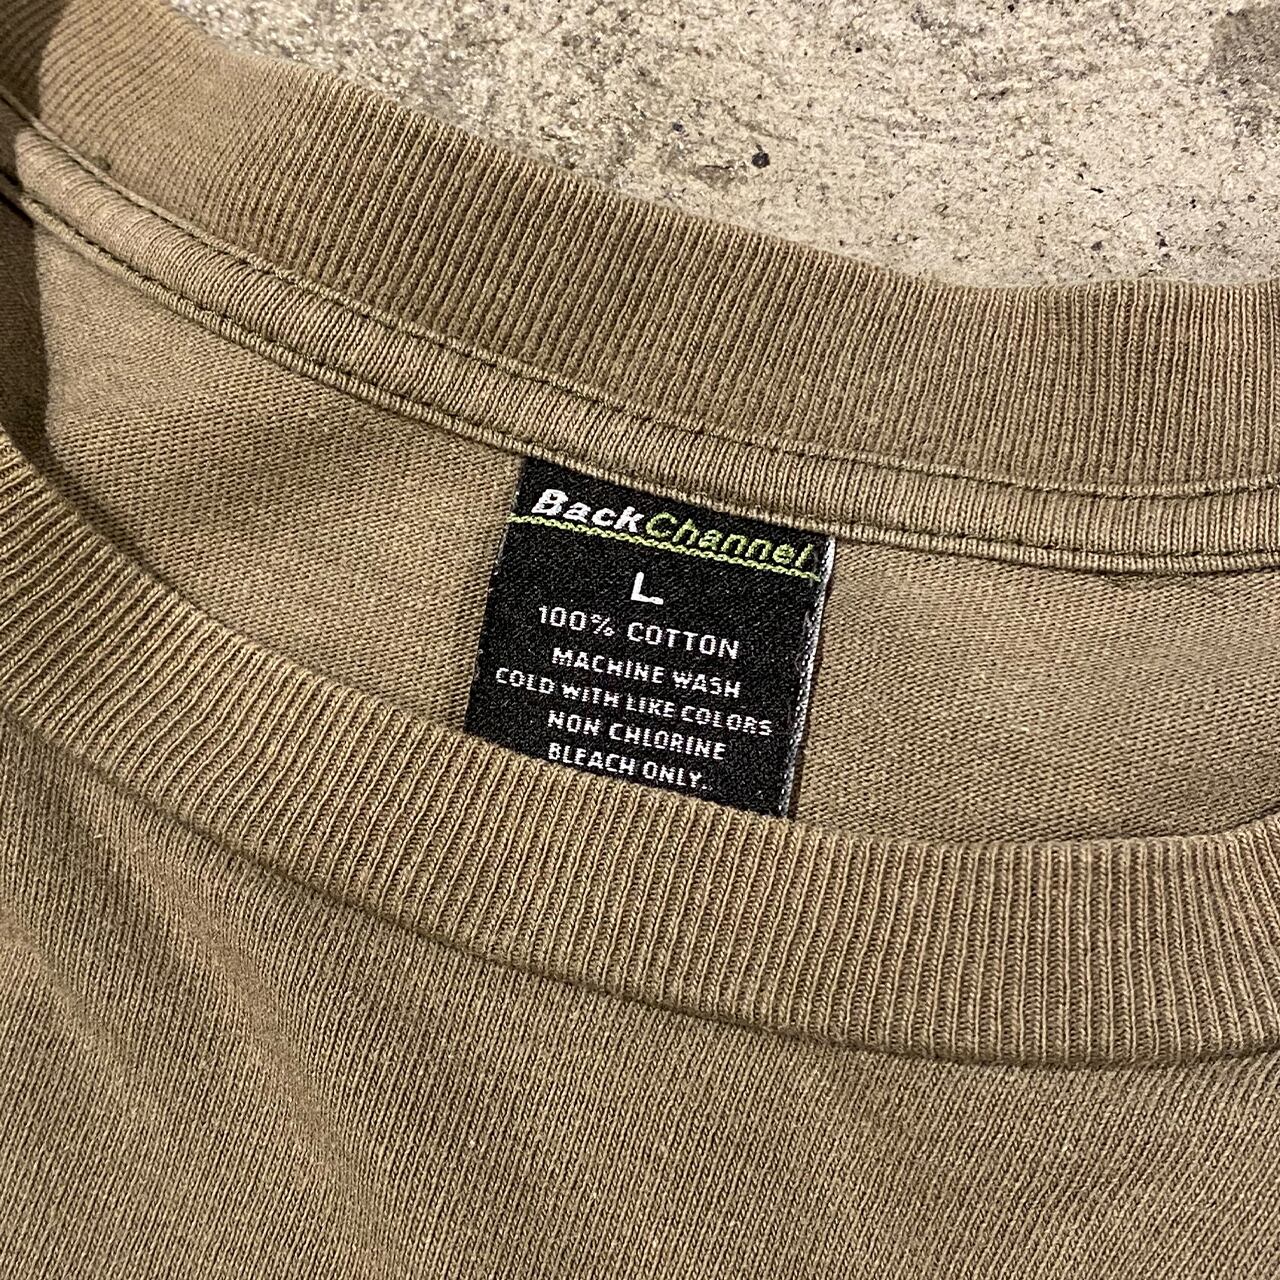 BackChannel
L
100% COTTON
MACHINE WASH
COLD WITH LIKE COLORS
NON CHLORINE
BLEACH ONLY.